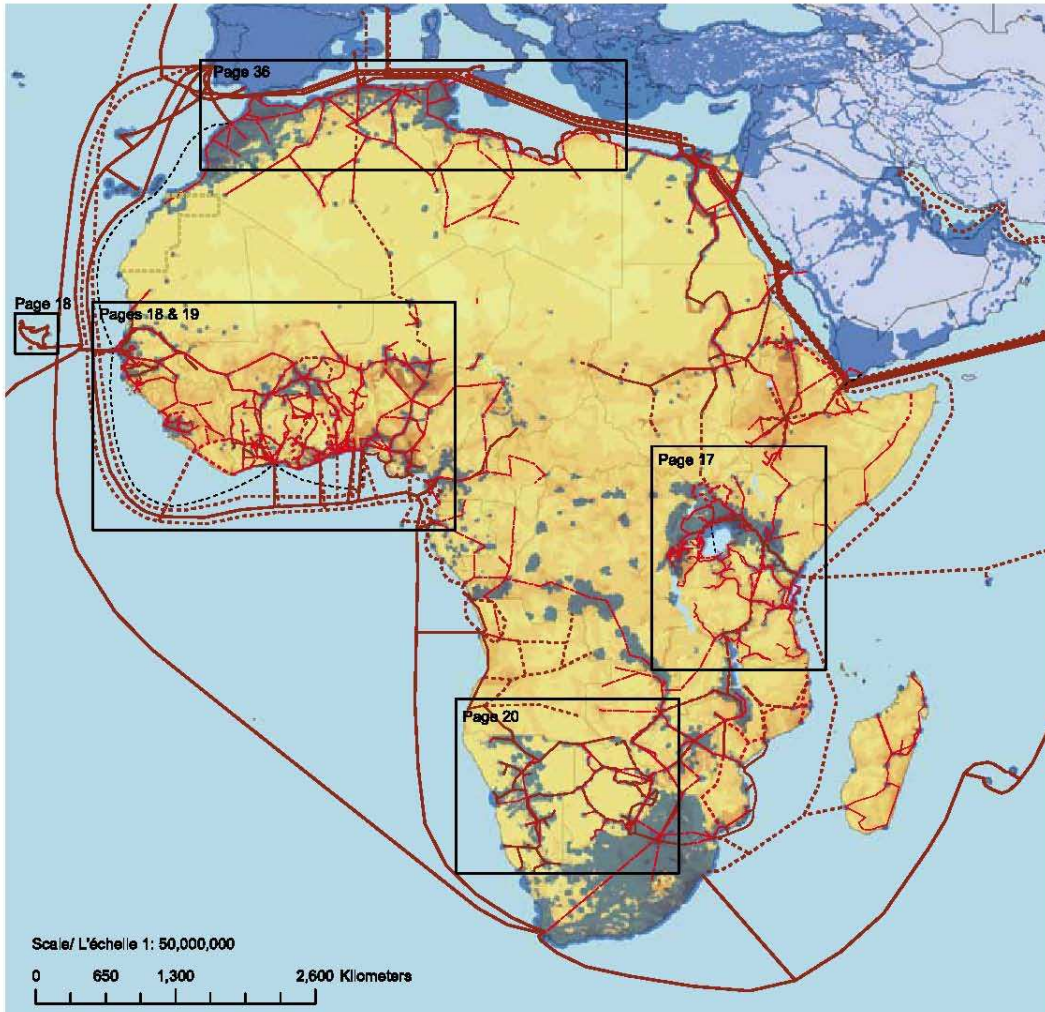 Page 36
Page 18
Pages 18 & 19
Page 17
Page 20
Scale/ L'échelle 1: 50,000,000
0 650 1,300 2,600 Kilometers